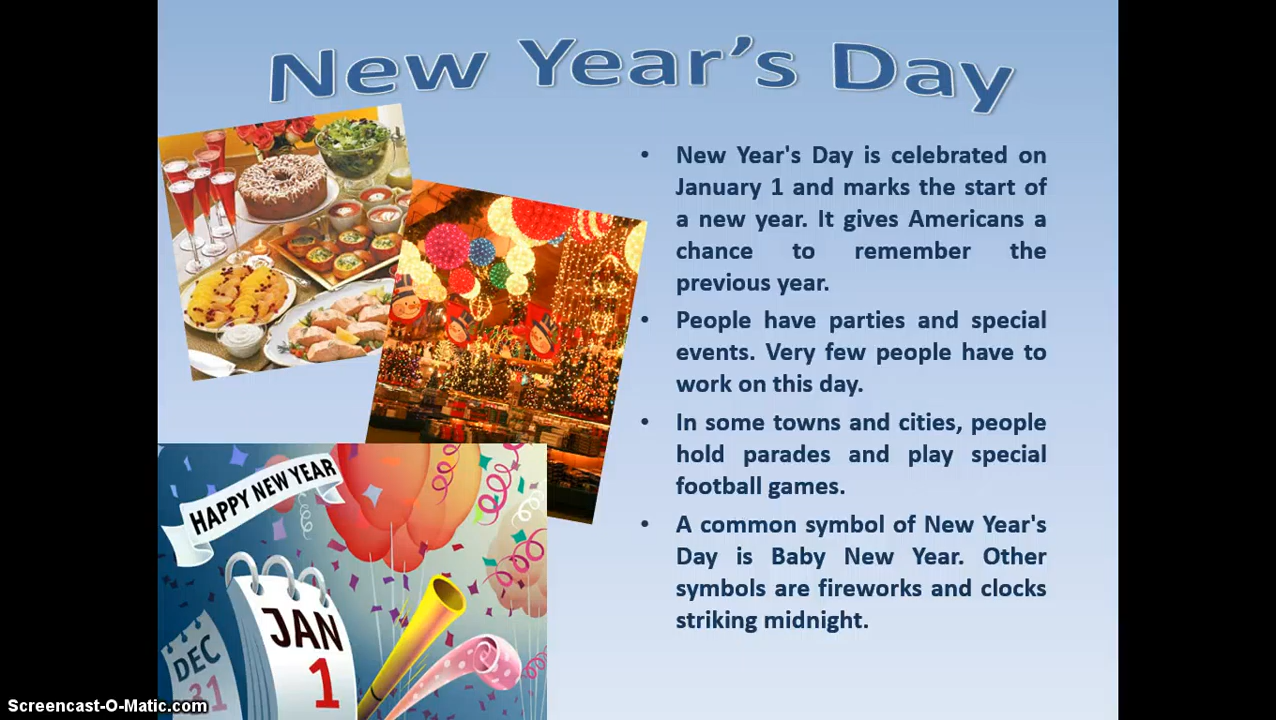 New Year's Day
• New Year's Day is celebrated on
January 1 and marks the start of
a new year. It gives Americans a
chance to remember the
previous year.
• People have parties and special
events. Very few people have to
work on this day.
• In some towns and cities, people
hold parades and play special
football games.
• A common symbol of New Year's
Day is Baby New Year. Other
symbols are fireworks and clocks
striking midnight.
HAPPY NEW YEAR
JAN
1
DEC
31
Screencast-O-Matic.com